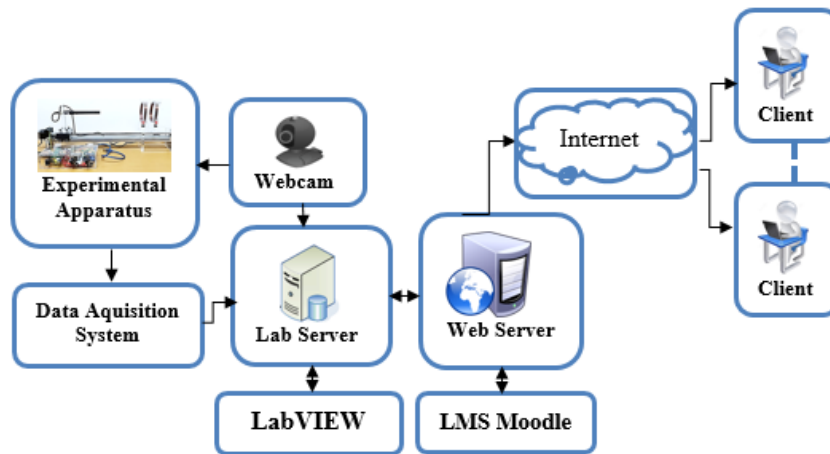 Client
Internet
Webcam
Experimental
Apparatus
Client
Data Aquisition
System
Lab Server
Web Server
LabVIEW
LMS Moodle